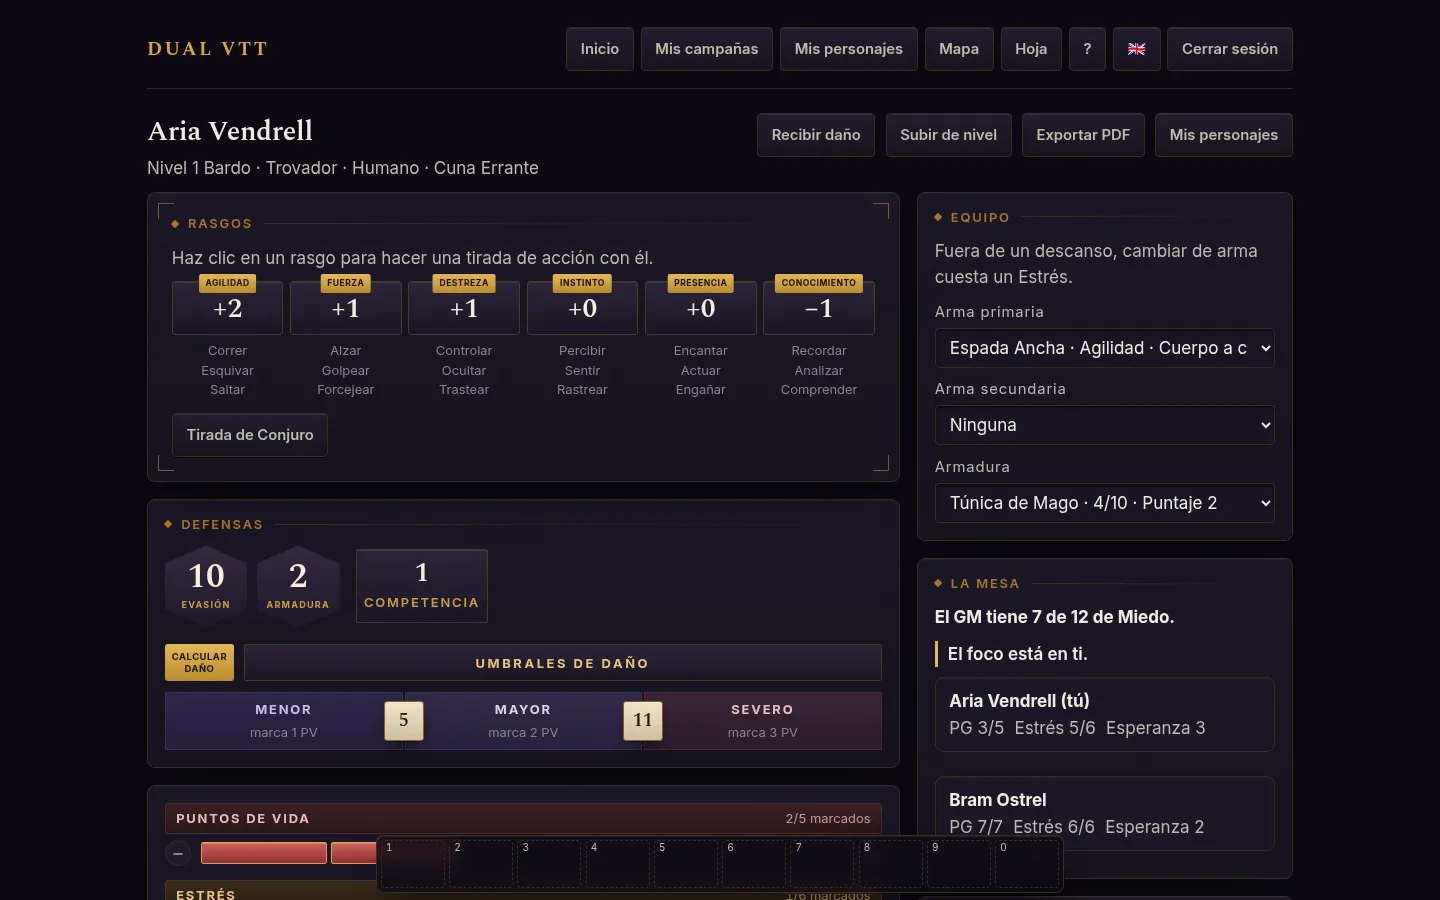 DUAL VTT
Inicio
Mis campañas
Mis personajes
Mapa
Hoja
?
Cerrar sesión
Aria Vendrell
Nivel 1 Bardo · Trovador · Humano · Cuna Errante
Recibir daño
Subir de nivel
Exportar PDF
Mis personajes
RASGOS
Haz clic en un rasgo para hacer una tirada de acción con él.
AGILIDAD
+2
Correr
Esquivar
Saltar
FUERZA
+1
Alzar
Golpear
Forcejear
DESTREZA
+1
Controlar
Ocultar
Trastear
INSTINTO
+0
Percibir
Sentir
Rastrear
PRESENCIA
+0
Encantar
Actuar
Engañar
CONOCIMIENTO
−1
Recordar
Analizar
Comprender
Tirada de Conjuro
DEFENSAS
10
EVASIÓN
2
ARMADURA
1
COMPETENCIA
CALCULAR
DAÑO
UMBRALES DE DAÑO
MENOR
marca 1 PV
5
MAYOR
marca 2 PV
11
SEVERO
marca 3 PV
PUNTOS DE VIDA
2/5 marcados
−
ESTRÉS
1/6 marcados
EQUIPO
Fuera de un descanso, cambiar de arma
cuesta un Estrés.
Arma primaria
Espada Ancha · Agilidad · Cuerpo a c
Arma secundaria
Ninguna
Armadura
Túnica de Mago · 4/10 · Puntaje 2
LA MESA
El GM tiene 7 de 12 de Miedo.
El foco está en ti.
Aria Vendrell (tú)
PG 3/5 Estrés 5/6 Esperanza 3
Bram Ostrel
PG 7/7 Estrés 6/6 Esperanza 2
1 2 3 4 5 6 7 8 9 0